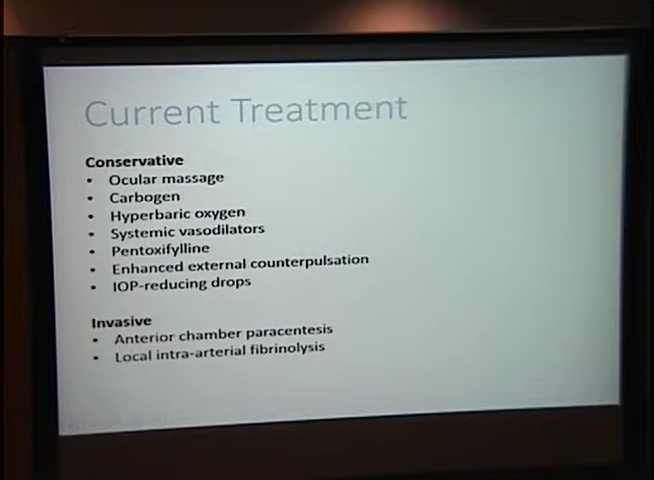 Current Treatment
Conservative
• Ocular massage
• Carbogen
• Hyperbaric oxygen
• Systemic vasodilators
• Pentoxifylline
• Enhanced external counterpulsation
• IOP-reducing drops
Invasive
• Anterior chamber paracentesis
• Local intra-arterial fibrinolysis